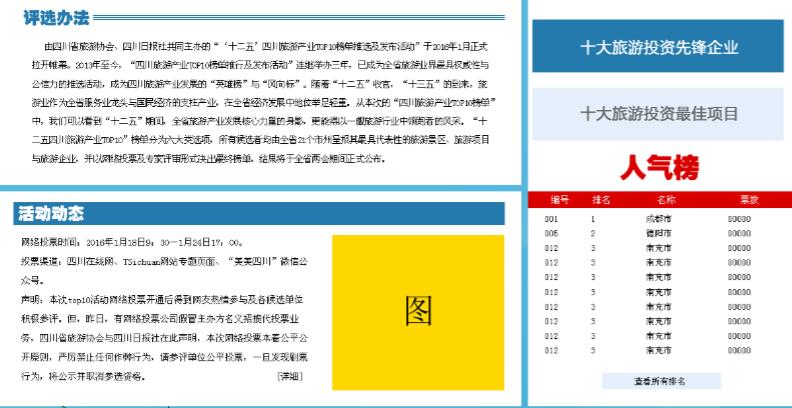 评选办法
由四川省旅游协会、四川日报社共同主办的“‘十二五’四川旅游产业TOP10榜单推选及发布活动”于2016年1月正式
拉开帷幕。2013年至今，“四川旅游产业TOP10榜单推行及发布活动”连继举办三年，已成为全省旅游业界最具权威性与
公信力的推选活动，成为四川旅游产业发展的“英雄榜”与“风向标”。随着“十二五”收官，“十三五”的到来，旅
游业作为全省服务业龙头与国民经济的支柱产业，在全省经济发展中地位举足轻重。从本次的“四川旅游产业TOP10榜单”
中，我们可以看到“十二五”期间，全省旅游产业发展核心力量的身影，更能得以一瞰旅游行业中领跑者的风采。“十
二五四川旅游产业TOP10”榜单分为六大类选项，所有候选者均由全省21个市州呈报其最具代表性的旅游景区、旅游项目
与旅游企业，并以网络投票及专家评审形式决出最终榜单，结果将于全省两会期间正式公布。
活动动态
网络投票时间：2016年1月18日9：30—1月24日17：00。
投票渠道：四川在线网、TSichuan网站专题页面、“美美四川”微信公
众号。
声明：本次top10活动网络投票开通后得到网友热情参与及各候选单位
积极参评。但，昨日，有网络投票公司假冒主办方名义招揽代投票业
务，四川省旅游协会与四川日报社在此声明，本次网络投票本着公平公
开原则，严厉禁止任何作弊行为，请参评单位公平投票，一旦发现刷票
行为，将公示并取消参选资格。 [详细]
图
十大旅游投资先锋企业
十大旅游投资最佳项目
人气榜
编号 排名 名称 票数
001 1 成都市 00000
005 2 德阳市 00000
012 3 南充市 00000
012 3 南充市 00000
012 3 南充市 00000
012 3 南充市 00000
012 3 南充市 00000
012 3 南充市 00000
012 3 南充市 00000
012 3 南充市 00000
查看所有排名